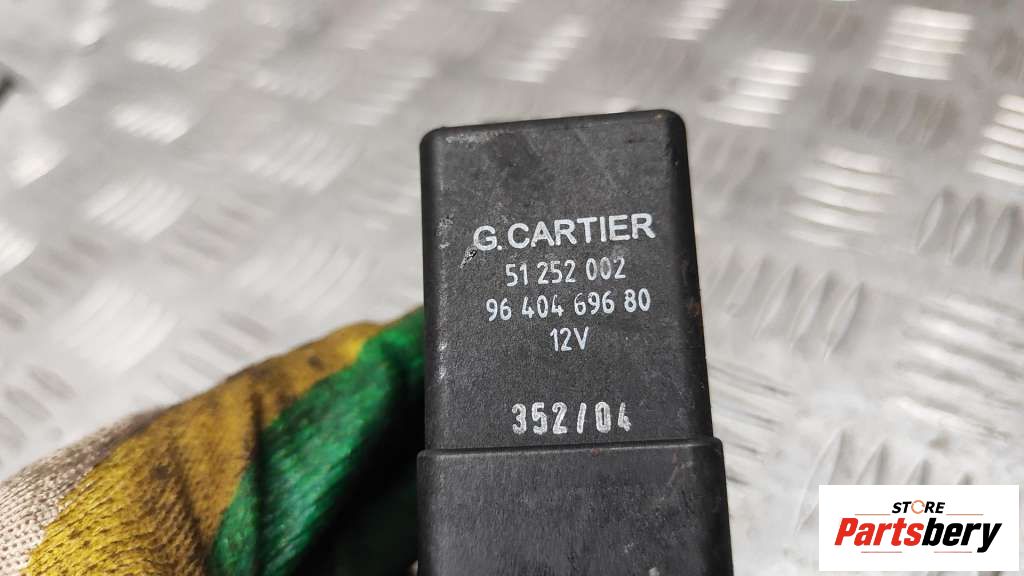 G. CARTIER
51 252 002
96 404 696 80
12V
352/04
STORE
Partsbery